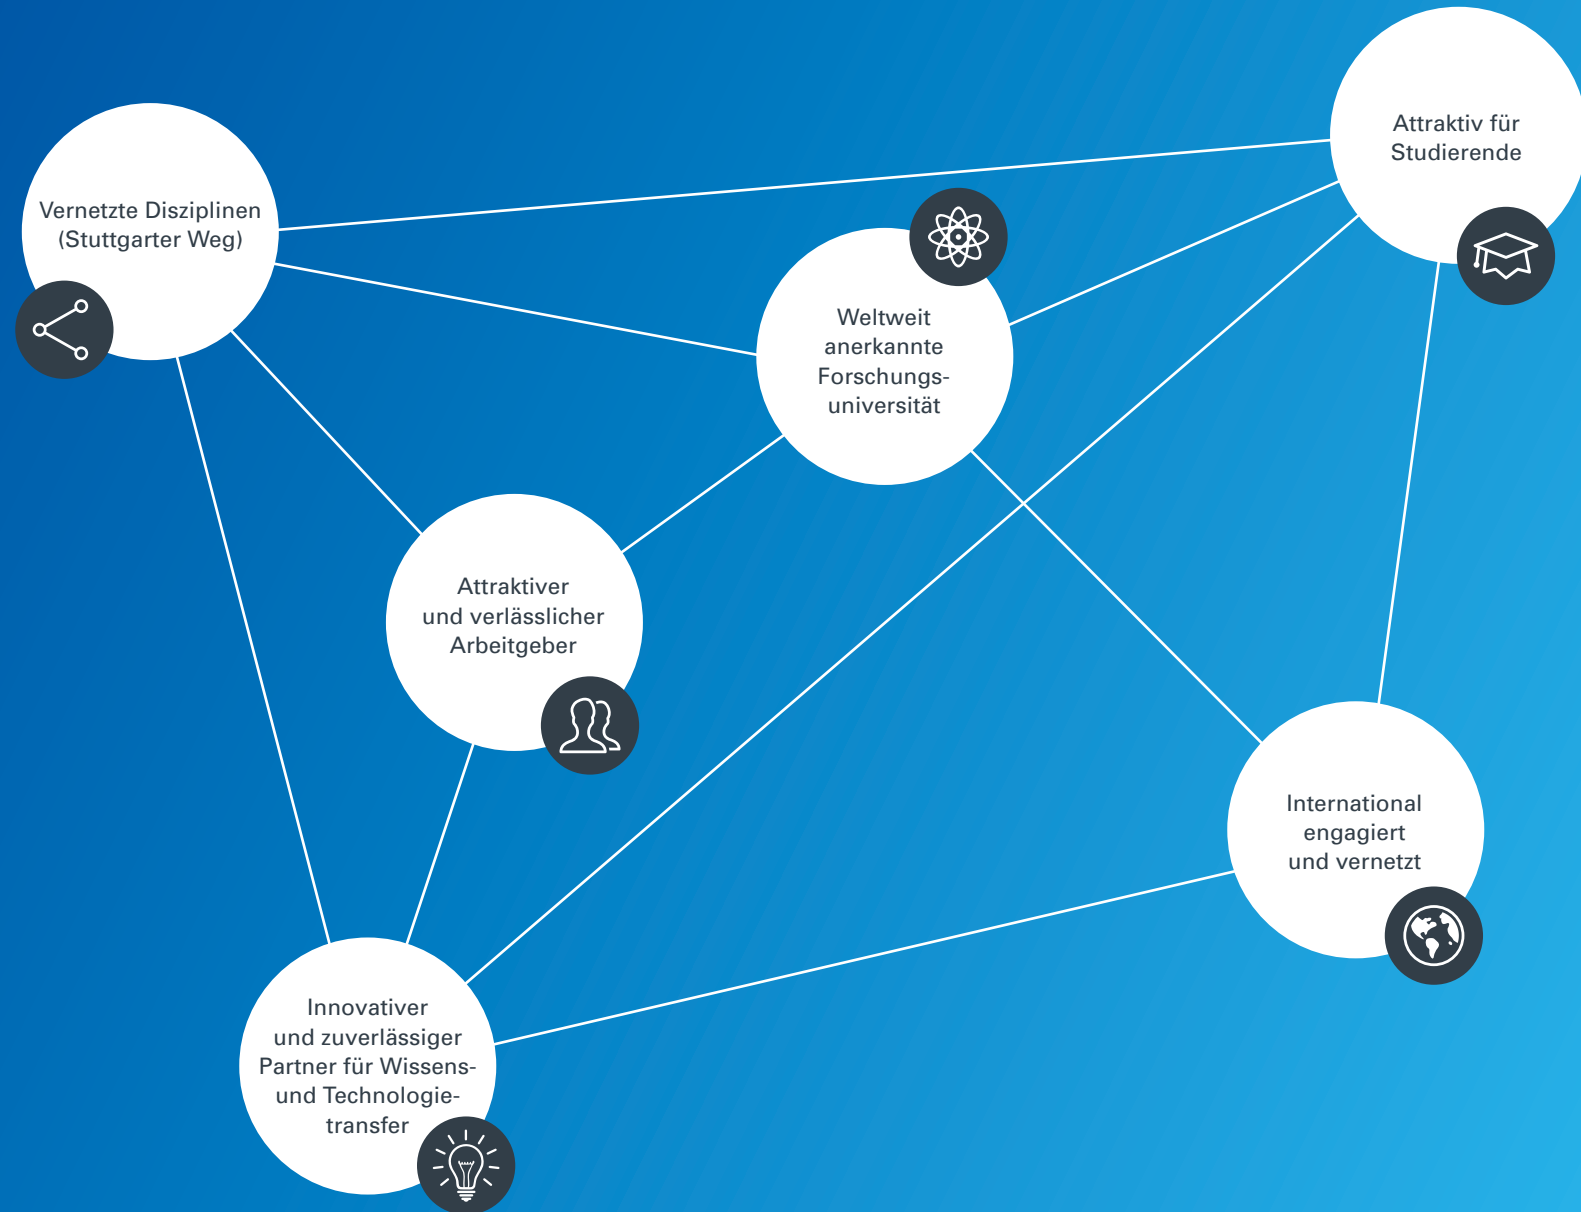 Attraktiv für
Studierende
Vernetzte Disziplinen
(Stuttgarter Weg)
Weltweit
anerkannte
Forschungs-
universität
Attraktiver
und verlässlicher
Arbeitgeber
International
engagiert
und vernetzt
Innovativer
und zuverlässiger
Partner für Wissens-
und Technologie-
transfer